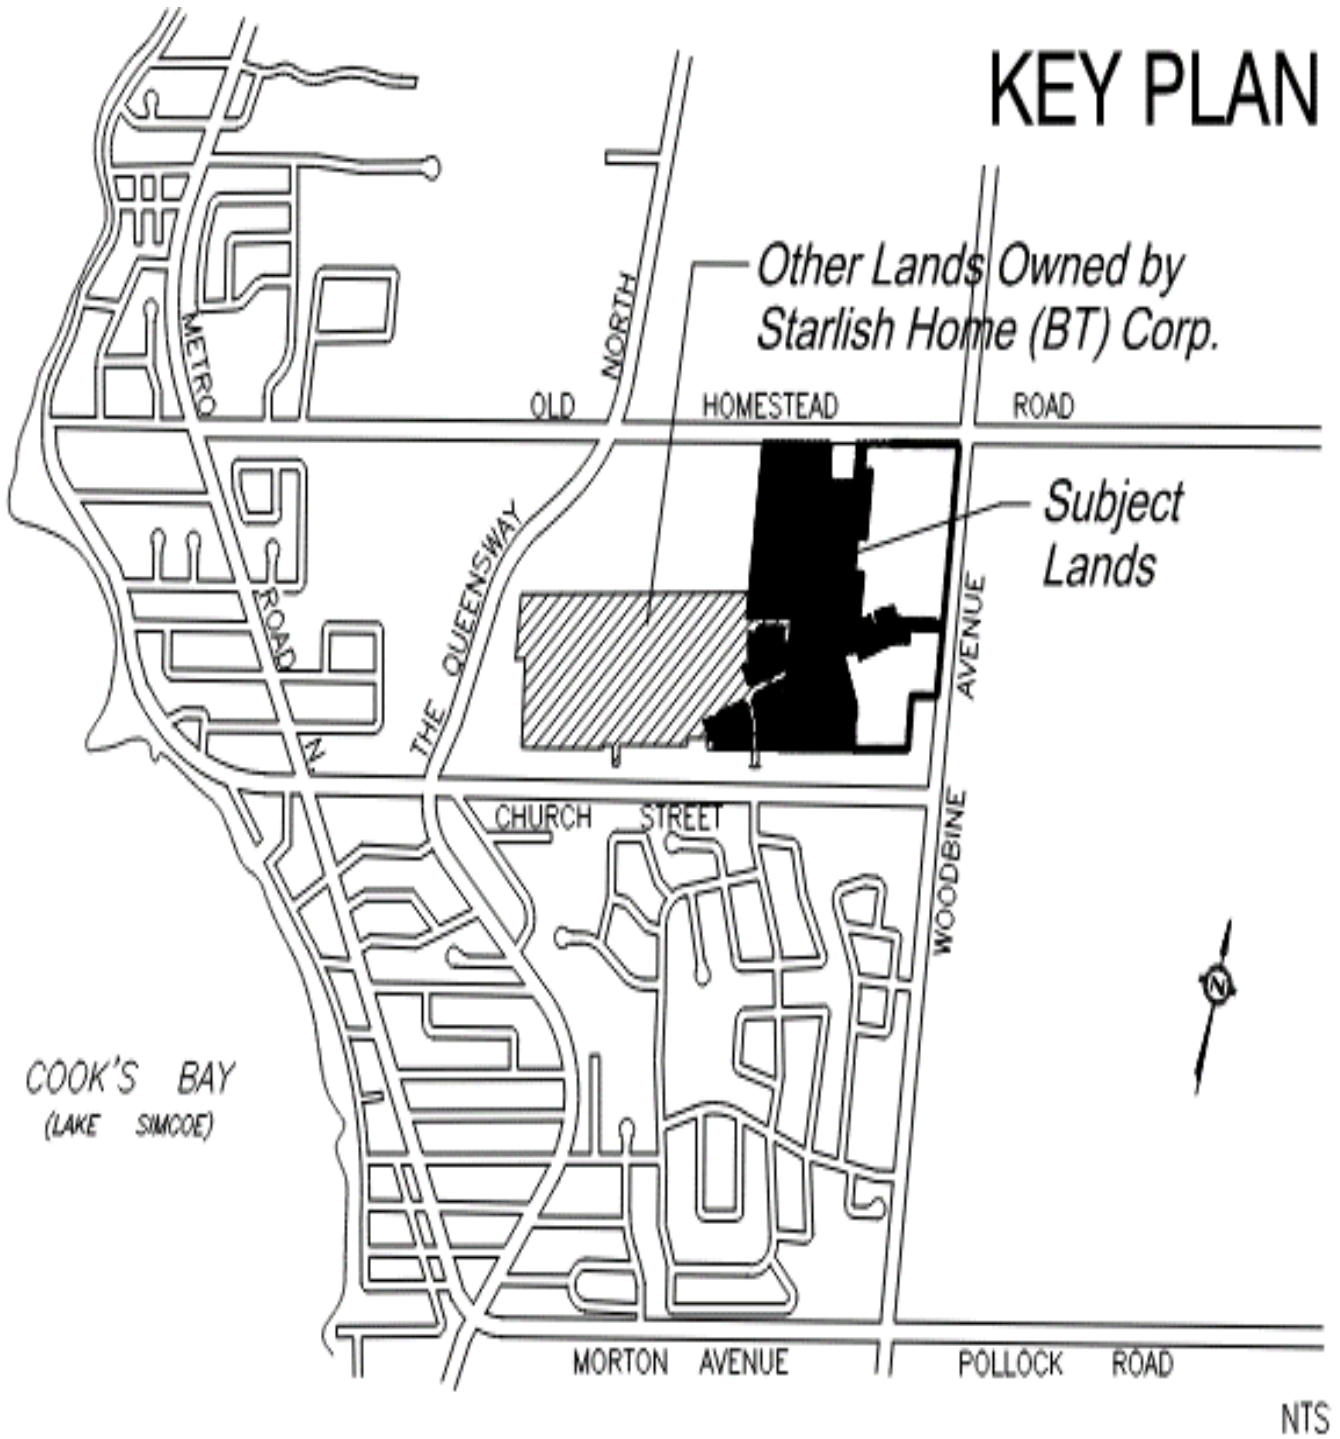 KEY PLAN
Other Lands Owned by
Starlish Home (BT) Corp.
NORTH
METRO
OLD HOMESTEAD ROAD
Subject
Lands
THE QUEENSWAY
ROAD
AVENUE
N.
CHURCH STREET
WOODBINE
N
COOK'S BAY
(LAKE SIMCOE)
MORTON AVENUE
POLLOCK ROAD
NTS